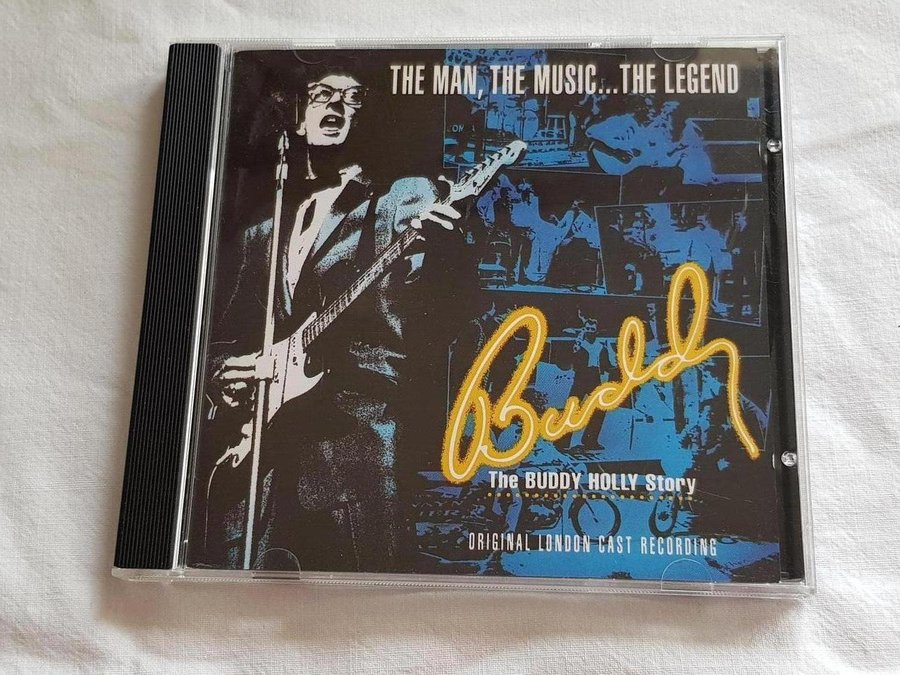 THE MAN, THE MUSIC...THE LEGEND
Buddy
The BUDDY HOLLY Story
ORIGINAL LONDON CAST RECORDING